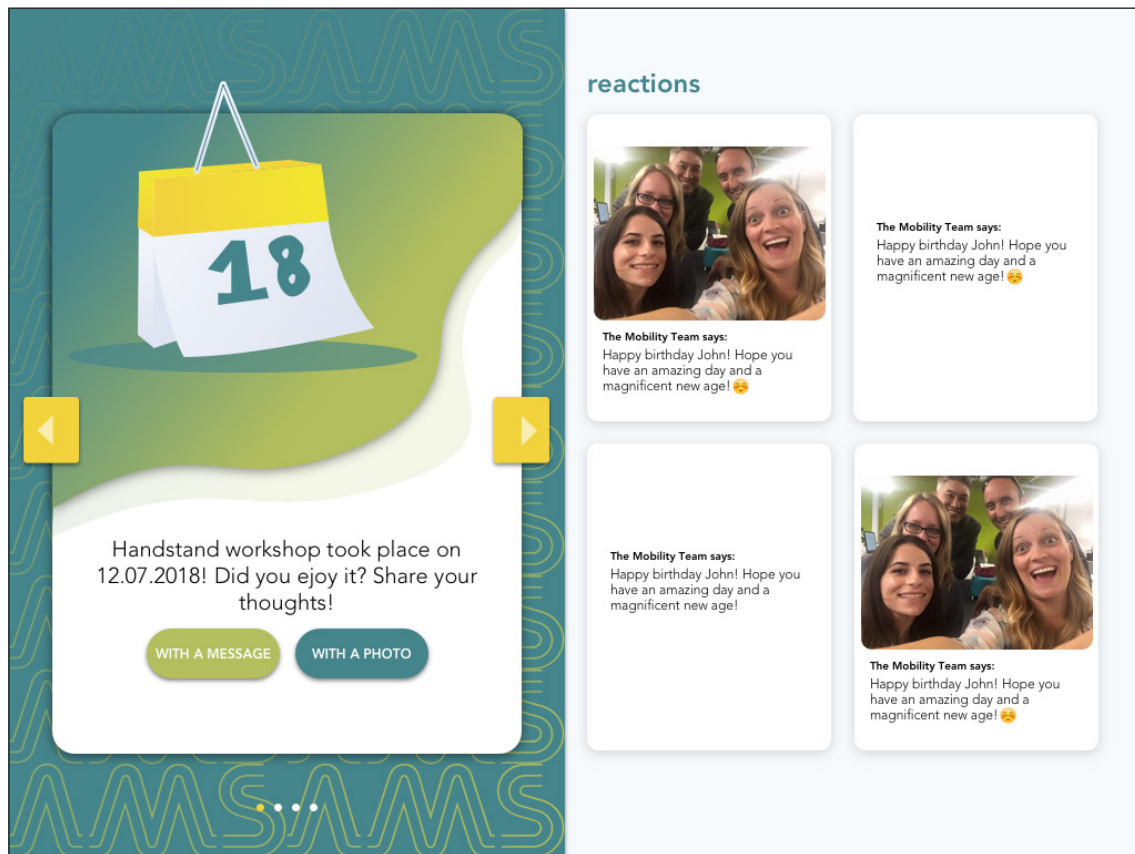 18
Handstand workshop took place on
12.07.2018! Did you ejoy it? Share your
thoughts!
WITH A MESSAGE
WITH A PHOTO
reactions
The Mobility Team says:
Happy birthday John! Hope you
have an amazing day and a
magnificent new age! ☺️
The Mobility Team says:
Happy birthday John! Hope you
have an amazing day and a
magnificent new age! ☺️
The Mobility Team says:
Happy birthday John! Hope you
have an amazing day and a
magnificent new age!
The Mobility Team says:
Happy birthday John! Hope you
have an amazing day and a
magnificent new age! ☺️